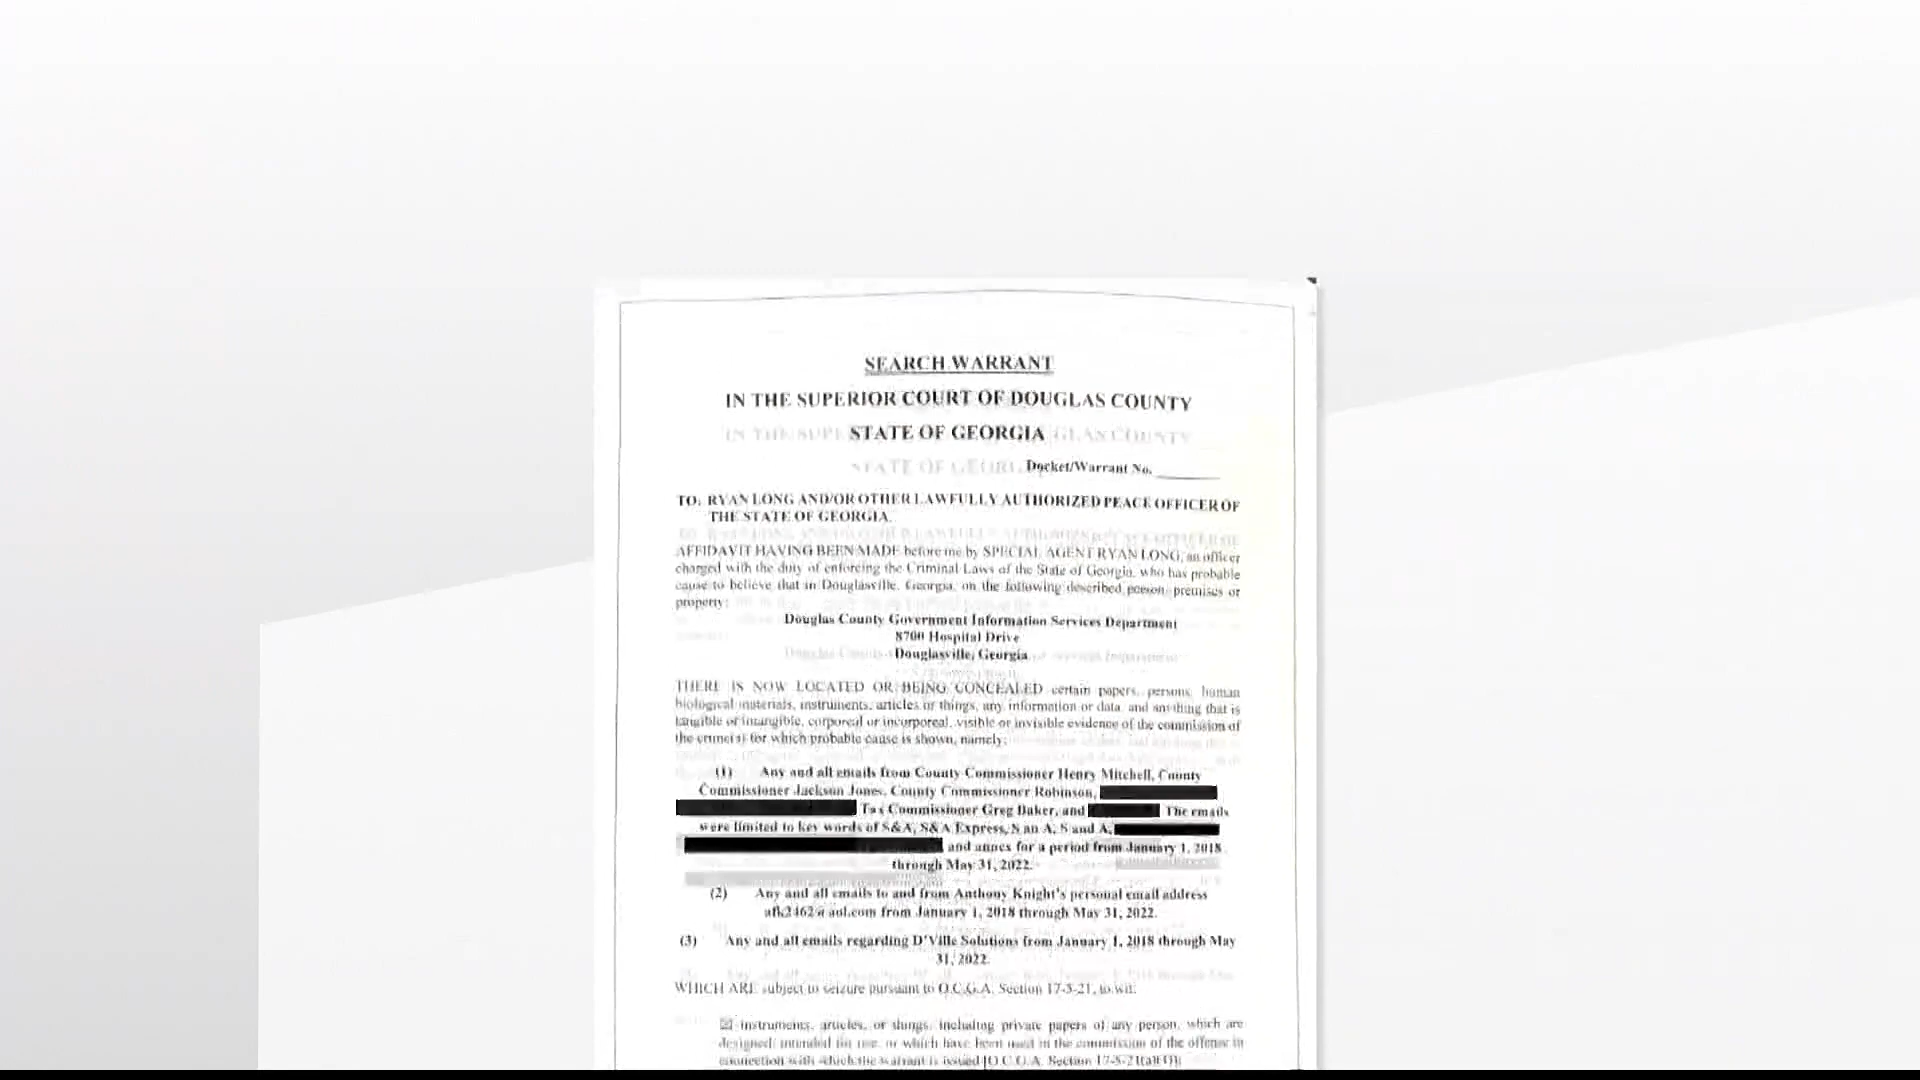 SEARCH WARRANT
IN THE SUPERIOR COURT OF DOUGLAS COUNTY
STATE OF GEORGIA
Docket/Warrant No.
TO: RYAN LONG AND/OR OTHER LAWFULLY AUTHORIZED PEACE OFFICER OF
THE STATE OF GEORGIA.
AFFIDAVIT HAVING BEEN MADE before me by SPECIAL AGENT RYAN LONG, an officer
charged with the duty of enforcing the Criminal Laws of the State of Georgia, who has probable
cause to believe that in Douglasville, Georgia, on the following described person, premises or
property:
Douglas County Government Information Services Department
8700 Hospital Drive
Douglasville, Georgia
THERE IS NOW LOCATED OR BEING CONCEALED certain papers, persons, human
biological materials, instruments, articles or things, any information or data, and anything that is
tangible or intangible, corporeal or incorporeal, visible or invisible evidence of the commission of
the crime(s) for which probable cause is shown, namely:
(1) Any and all emails from County Commissioner Henry Mitchell, County
Commissioner Jackson Jones, County Commissioner Robinson,
Tax Commissioner Greg Baker, and The emails
were limited to key words of S&A, S&A Express, S an A, S and A,
and annex for a period from January 1, 2018
through May 31, 2022.
(2) Any and all emails to and from Anthony Knight's personal email address
afk2462@aol.com from January 1, 2018 through May 31, 2022.
(3) Any and all emails regarding D'Ville Solutions from January 1, 2018 through May
31, 2022.
WHICH ARE subject to seizure pursuant to O.C.G.A. Section 17-5-21, to wit:
☒ instruments, articles, or things, including private papers of any person, which are
designed, intended for use, or which have been used in the commission of the offense in
connection with which the warrant is issued [O.C.G.A. Section 17-5-21(a)(1)];